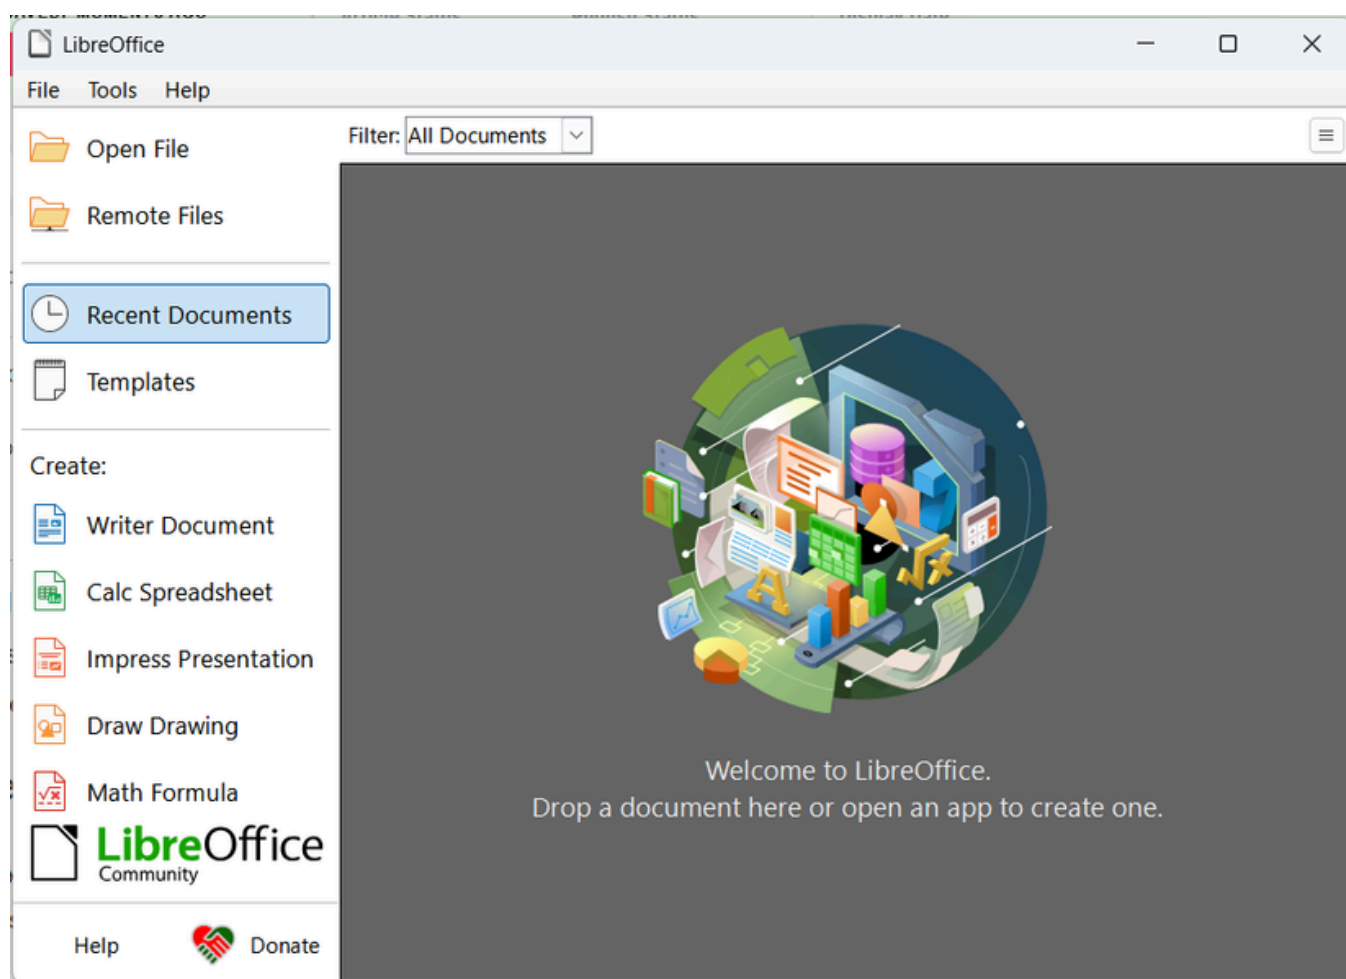 LibreOffice
File Tools Help
Open File
Remote Files
Recent Documents
Templates
Create:
Writer Document
Calc Spreadsheet
Impress Presentation
Draw Drawing
Math Formula
LibreOffice
Community
Help Donate
Filter: All Documents
Welcome to LibreOffice.
Drop a document here or open an app to create one.